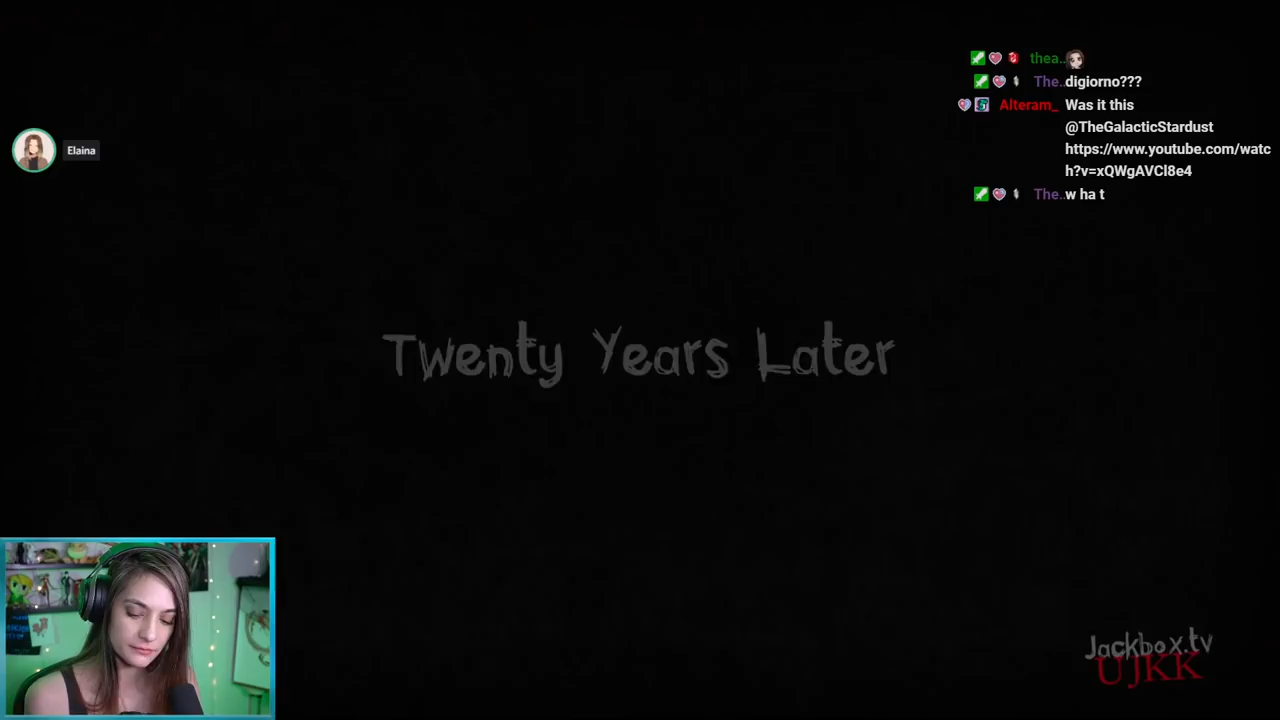 thea..
The.. digiorno???
Alteram_ Was it this
@TheGalacticStardust
https://www.youtube.com/watc
h?v=xQWgAVCl8e4
The.. w ha t
Elaina
Twenty Years Later
Jackbox.tv
UJKK